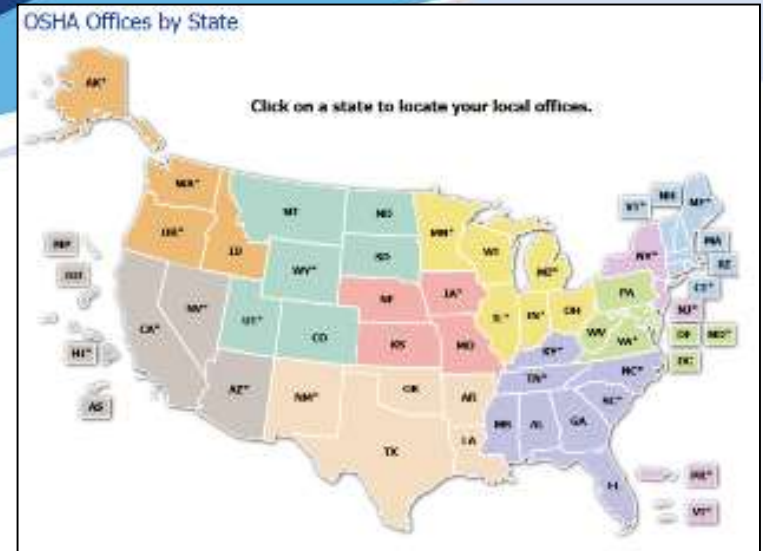 OSHA Offices by State
Click on a state to locate your local offices.
AK*
WA*
MT
ND
MN*
VT*
NH
ME*
OR*
ID
WY*
SD
WI
MI*
NY*
MA
RI
CT*
NV*
UT*
CO
NE
IA*
IL*
IN*
OH
PA
NJ*
CA*
KS
MO
WV
VA*
DE
MD*
DC
HI*
KY*
AZ*
NM*
OK
AR
TN*
NC*
SC*
AS
TX
LA
MS
AL
GA
FL
PR*
VI*